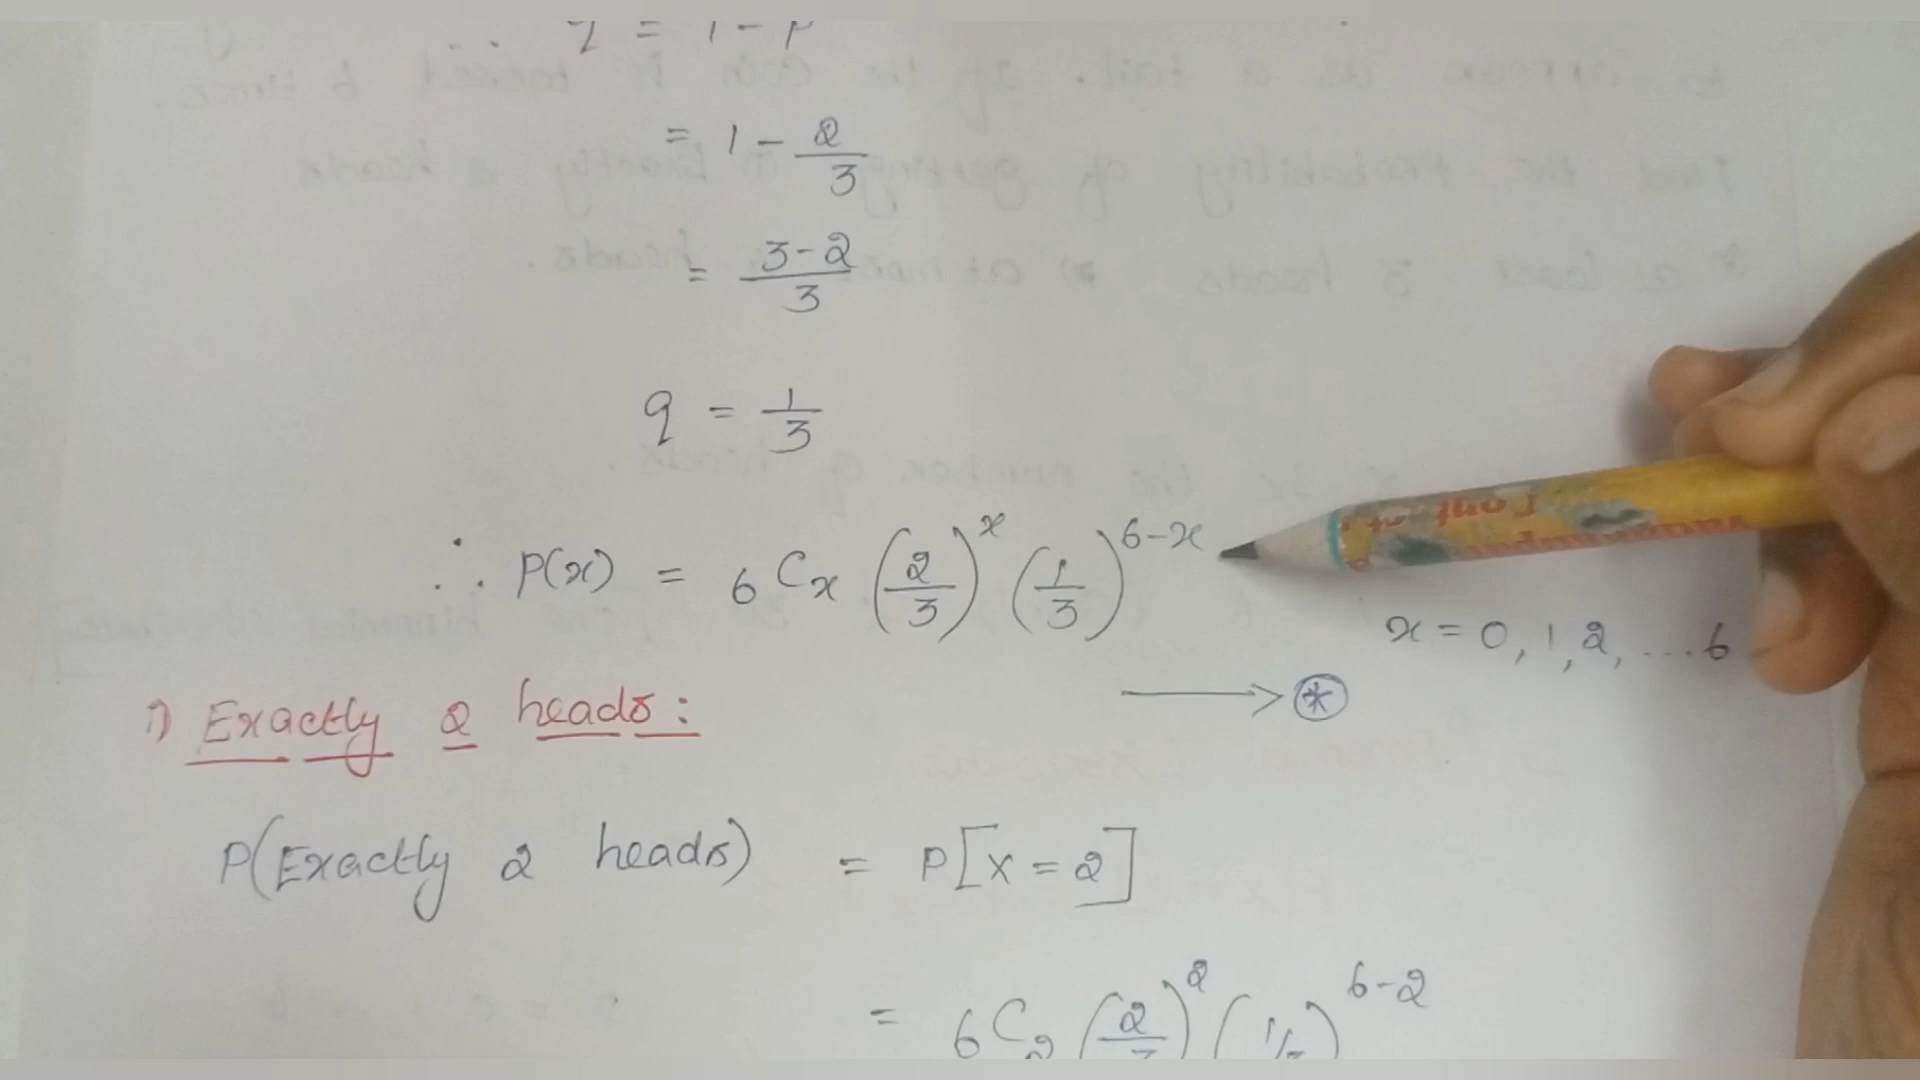 ∴ q = 1 - p
= 1 - 2/3
= 3-2/3
q = 1/3
∴ P(x) = 6Cx (2/3)^x (1/3)^6-x
x = 0, 1, 2, ... 6
→ (*)
i) Exactly 2 heads:
P(Exactly 2 heads) = P[X = 2]
= 6C2 (2/3)^2 (1/3)^6-2